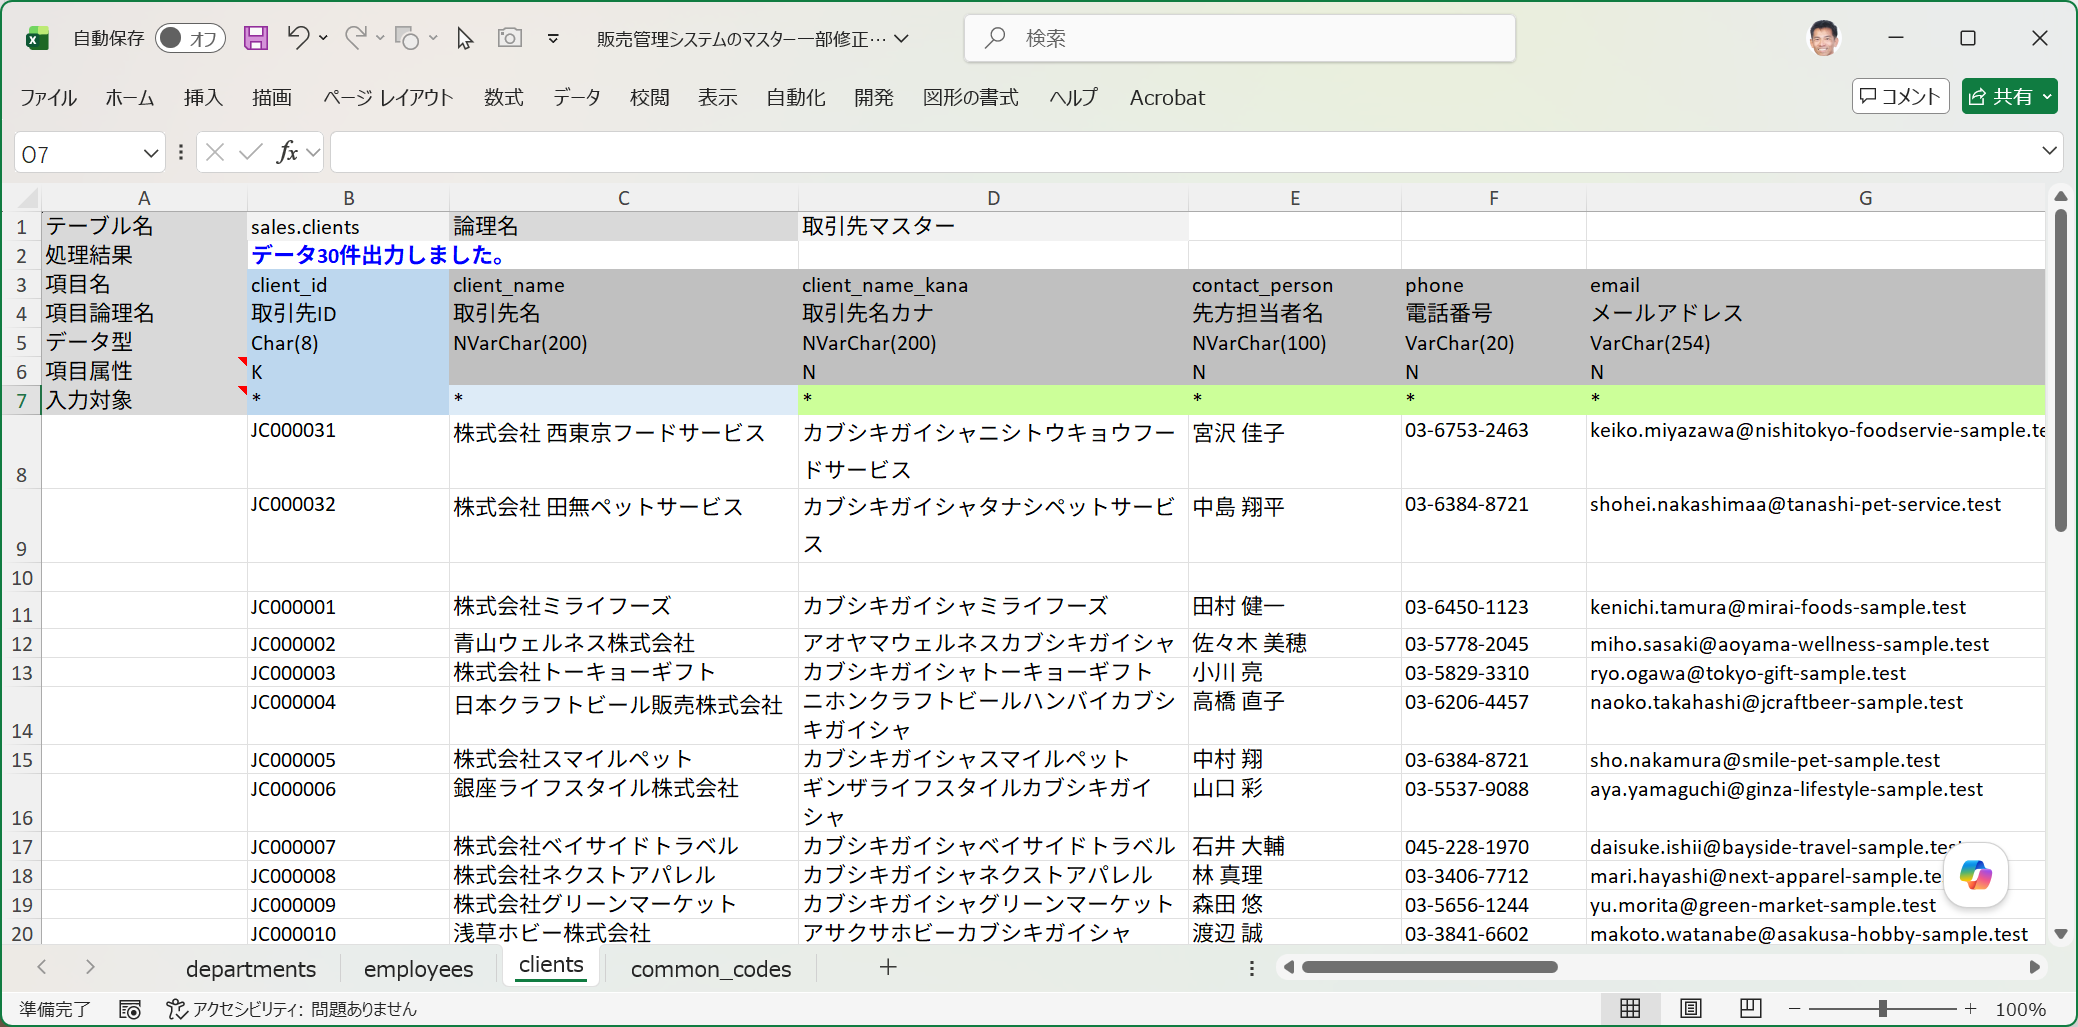 自動保存 オフ 販売管理システムのマスター一部修正… 検索
ファイル ホーム 挿入 描画 ページ レイアウト 数式 データ 校閲 表示 自動化 開発 図形の書式 ヘルプ Acrobat コメント 共有
O7 fx
A B C D E F G
1 テーブル名 sales.clients 論理名 取引先マスター
2 処理結果 データ30件出力しました。
3 項目名 client_id client_name client_name_kana contact_person phone email
4 項目論理名 取引先ID 取引先名 取引先名カナ 先方担当者名 電話番号 メールアドレス
5 データ型 Char(8) NVarChar(200) NVarChar(200) NVarChar(100) VarChar(20) VarChar(254)
6 項目属性 K N N N N
7 入力対象 * * * * * *
8 JC000031 株式会社 西東京フードサービス カブシキガイシャニシトウキョウフードサービス 宮沢 佳子 03-6753-2463 keiko.miyazawa@nishitokyo-foodservie-sample.te
9 JC000032 株式会社 田無ペットサービス カブシキガイシャタナシペットサービス 中島 翔平 03-6384-8721 shohei.nakashimaa@tanashi-pet-service.test
10
11 JC000001 株式会社ミライフーズ カブシキガイシャミライフーズ 田村 健一 03-6450-1123 kenichi.tamura@mirai-foods-sample.test
12 JC000002 青山ウェルネス株式会社 アオヤマウェルネスカブシキガイシャ 佐々木 美穂 03-5778-2045 miho.sasaki@aoyama-wellness-sample.test
13 JC000003 株式会社トーキョーギフト カブシキガイシャトーキョーギフト 小川 亮 03-5829-3310 ryo.ogawa@tokyo-gift-sample.test
14 JC000004 日本クラフトビール販売株式会社 ニホンクラフトビールハンバイカブシキガイシャ 高橋 直子 03-6206-4457 naoko.takahashi@jcraftbeer-sample.test
15 JC000005 株式会社スマイルペット カブシキガイシャスマイルペット 中村 翔 03-6384-8721 sho.nakamura@smile-pet-sample.test
16 JC000006 銀座ライフスタイル株式会社 ギンザライフスタイルカブシキガイシャ 山口 彩 03-5537-9088 aya.yamaguchi@ginza-lifestyle-sample.test
17 JC000007 株式会社ベイサイドトラベル カブシキガイシャベイサイドトラベル 石井 大輔 045-228-1970 daisuke.ishii@bayside-travel-sample.tes
18 JC000008 株式会社ネクストアパレル カブシキガイシャネクストアパレル 林 真理 03-3406-7712 mari.hayashi@next-apparel-sample.te
19 JC000009 株式会社グリーンマーケット カブシキガイシャグリーンマーケット 森田 悠 03-5656-1244 yu.morita@green-market-sample.test
20 JC000010 浅草ホビー株式会社 アサクサホビーカブシキガイシャ 渡辺 誠 03-3841-6602 makoto.watanabe@asakusa-hobby-sample.test
departments employees clients common_codes
準備完了 アクセシビリティ: 問題ありません 100%